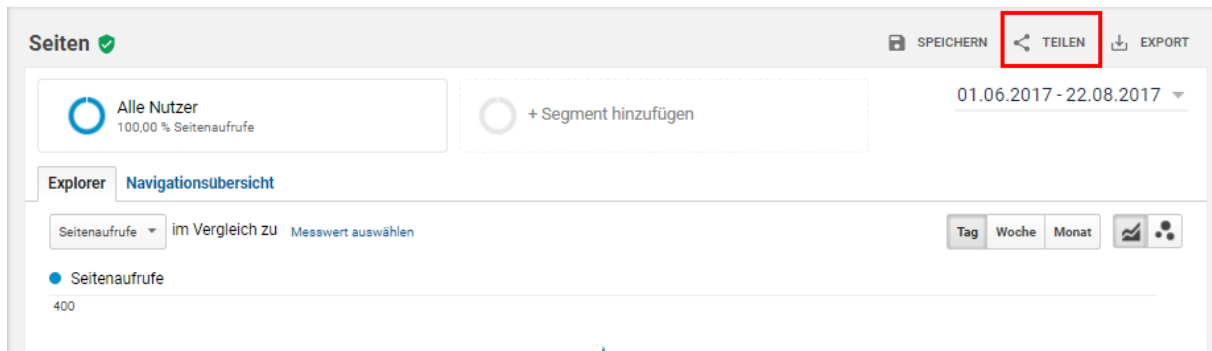 Seiten
SPEICHERN
TEILEN
EXPORT
Alle Nutzer
100,00 % Seitenaufrufe
+ Segment hinzufügen
01.06.2017 - 22.08.2017
Explorer
Navigationsübersicht
Seitenaufrufe im Vergleich zu Messwert auswählen
Tag Woche Monat
Seitenaufrufe
400